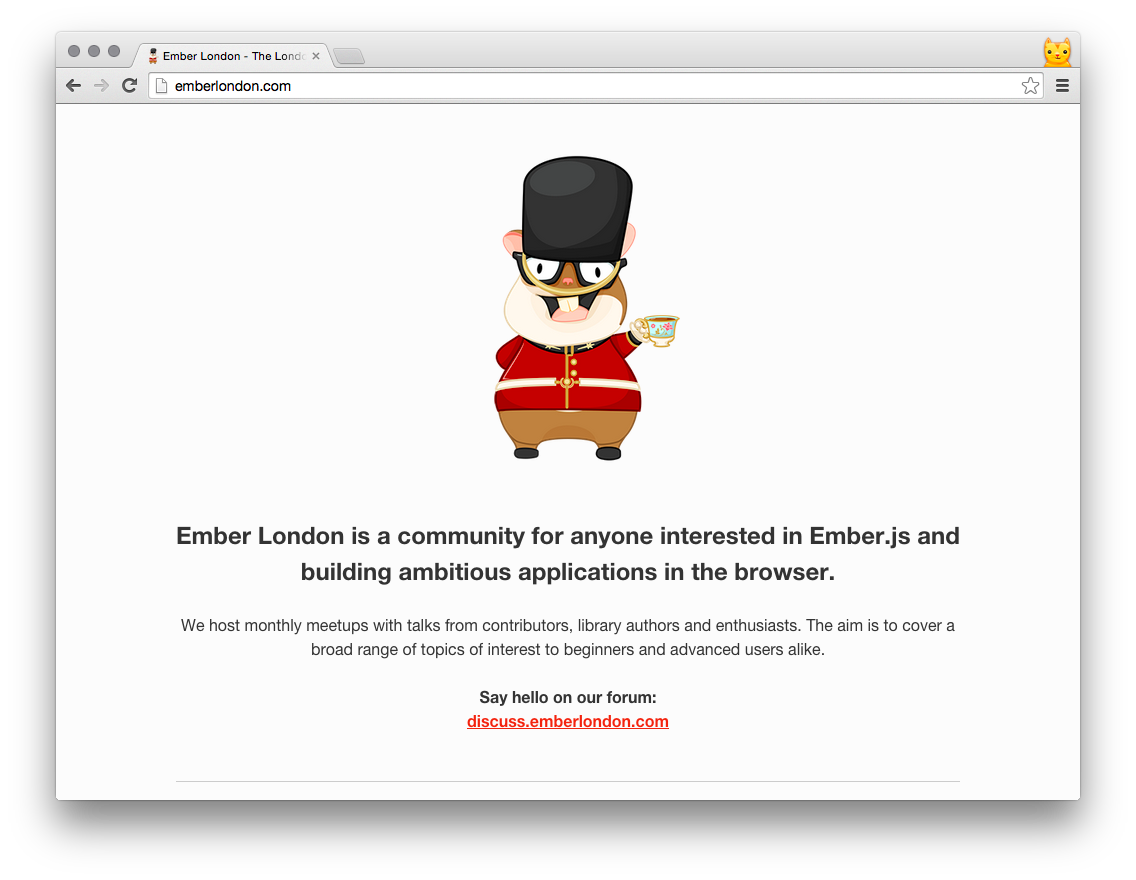 Ember London - The Lond
emberlondon.com
Ember London is a community for anyone interested in Ember.js and
building ambitious applications in the browser.
We host monthly meetups with talks from contributors, library authors and enthusiasts. The aim is to cover a
broad range of topics of interest to beginners and advanced users alike.
Say hello on our forum:
discuss.emberlondon.com